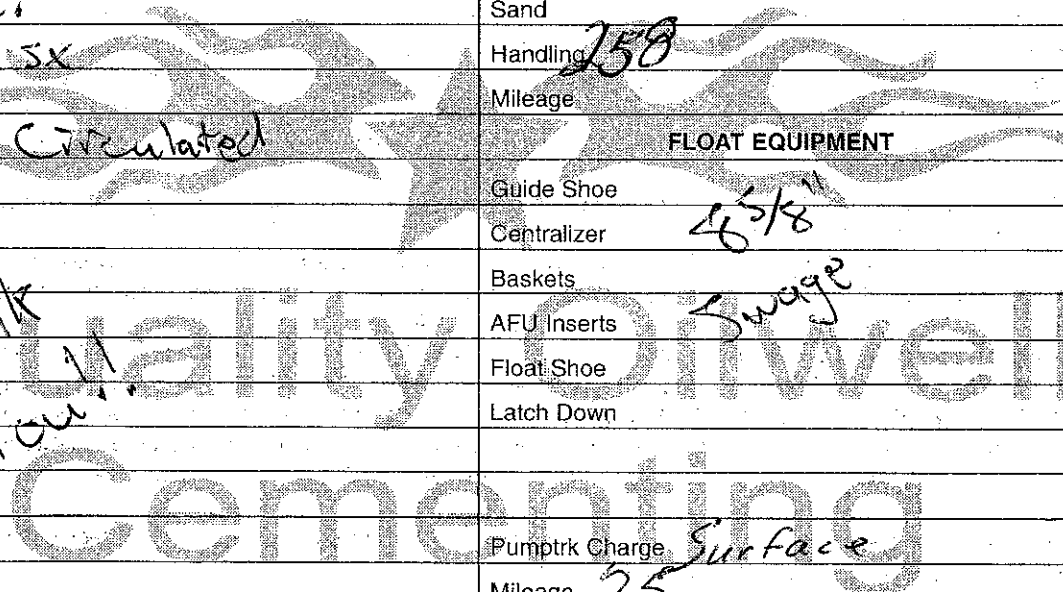 Sand
sx
Handling 258
Mileage
Circulated
FLOAT EQUIPMENT
Guide Shoe
Centralizer 8 5/8"
Baskets
Swage
AFU Inserts
Float Shoe
Latch Down
uality Oilwell
Cementing
Pumptrk Charge Surface
Mileage 25